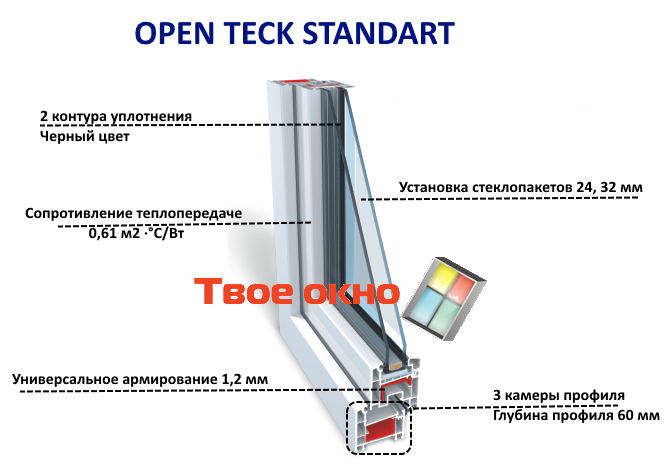 OPEN TECK STANDART
2 контура уплотнения
Черный цвет
Установка стеклопакетов 24, 32 мм
Сопротивление теплопередаче
0,61 м2 ·°С/Вт
Твое окно
Универсальное армирование 1,2 мм
3 камеры профиля
Глубина профиля 60 мм